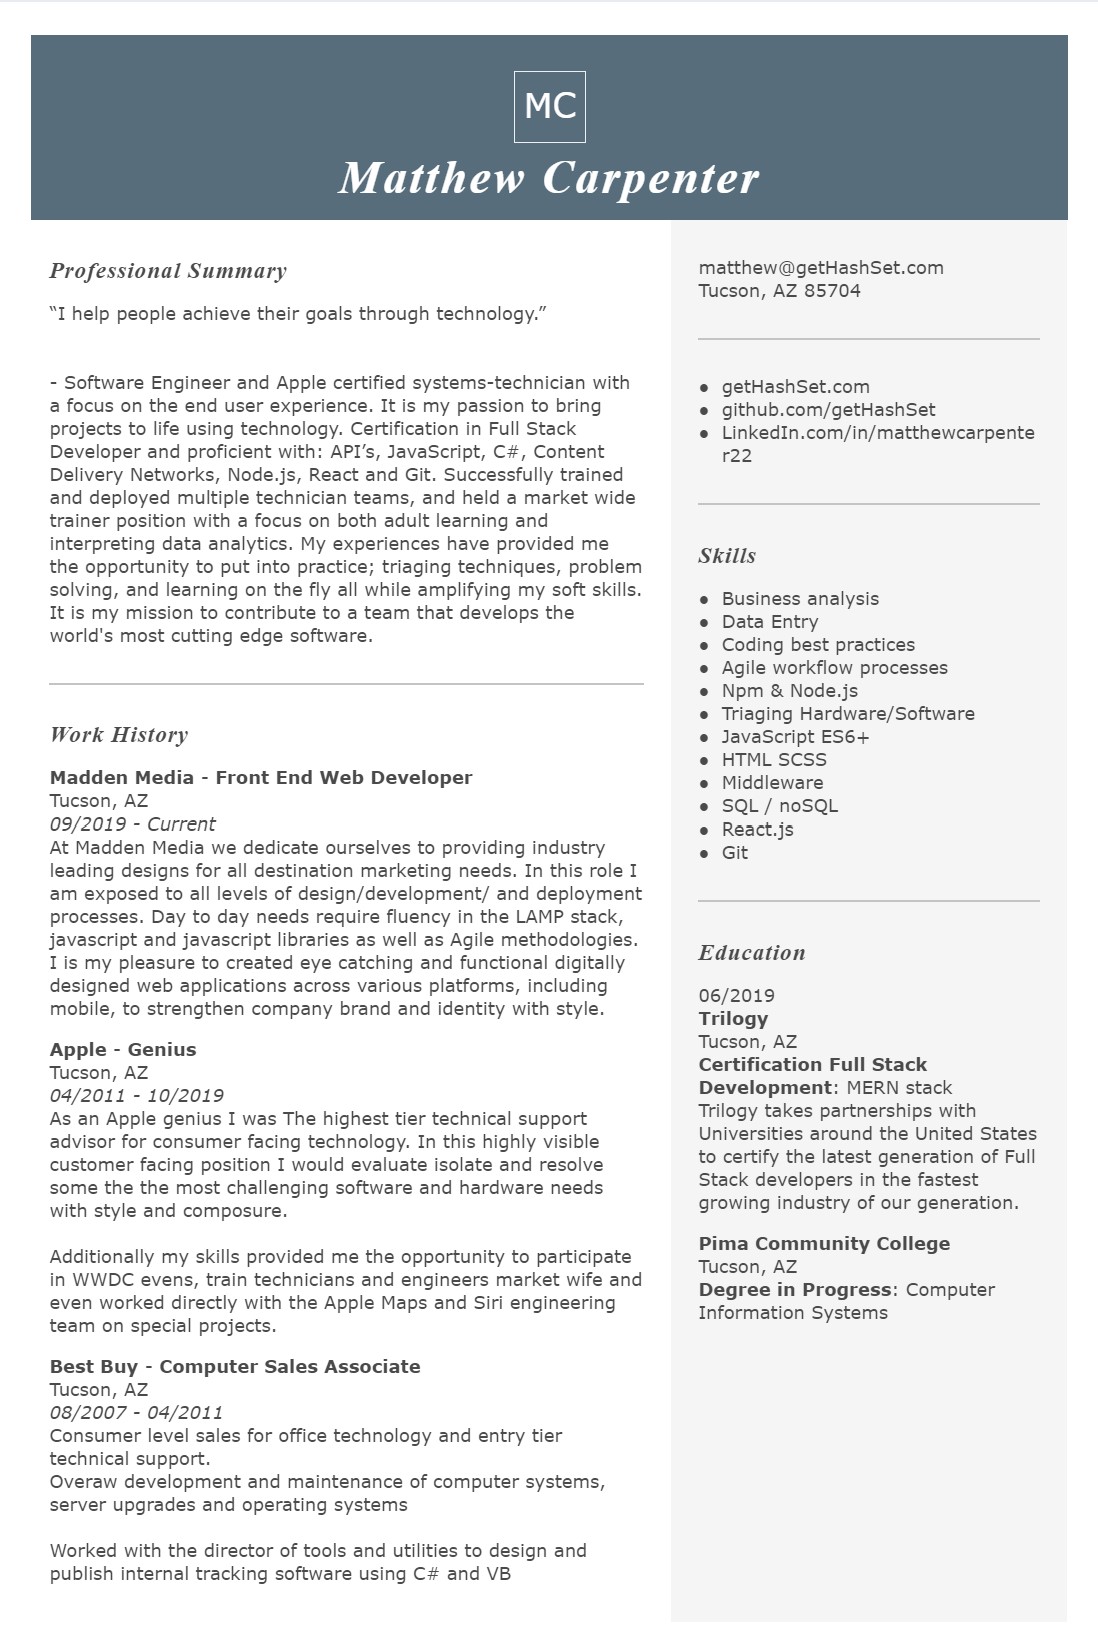 MC
Matthew Carpenter
Professional Summary
“I help people achieve their goals through technology.”
- Software Engineer and Apple certified systems-technician with
a focus on the end user experience. It is my passion to bring
projects to life using technology. Certification in Full Stack
Developer and proficient with: API’s, JavaScript, C#, Content
Delivery Networks, Node.js, React and Git. Successfully trained
and deployed multiple technician teams, and held a market wide
trainer position with a focus on both adult learning and
interpreting data analytics. My experiences have provided me
the opportunity to put into practice; triaging techniques, problem
solving, and learning on the fly all while amplifying my soft skills.
It is my mission to contribute to a team that develops the
world's most cutting edge software.
Work History
Madden Media - Front End Web Developer
Tucson, AZ
09/2019 - Current
At Madden Media we dedicate ourselves to providing industry
leading designs for all destination marketing needs. In this role I
am exposed to all levels of design/development/ and deployment
processes. Day to day needs require fluency in the LAMP stack,
javascript and javascript libraries as well as Agile methodologies.
I is my pleasure to created eye catching and functional digitally
designed web applications across various platforms, including
mobile, to strengthen company brand and identity with style.
Apple - Genius
Tucson, AZ
04/2011 - 10/2019
As an Apple genius I was The highest tier technical support
advisor for consumer facing technology. In this highly visible
customer facing position I would evaluate isolate and resolve
some the the most challenging software and hardware needs
with style and composure.
Additionally my skills provided me the opportunity to participate
in WWDC evens, train technicians and engineers market wife and
even worked directly with the Apple Maps and Siri engineering
team on special projects.
Best Buy - Computer Sales Associate
Tucson, AZ
08/2007 - 04/2011
Consumer level sales for office technology and entry tier
technical support.
Overaw development and maintenance of computer systems,
server upgrades and operating systems
Worked with the director of tools and utilities to design and
publish internal tracking software using C# and VB
matthew@getHashSet.com
Tucson, AZ 85704
● getHashSet.com
● github.com/getHashSet
● LinkedIn.com/in/matthewcarpente
r22
Skills
● Business analysis
● Data Entry
● Coding best practices
● Agile workflow processes
● Npm & Node.js
● Triaging Hardware/Software
● JavaScript ES6+
● HTML SCSS
● Middleware
● SQL / noSQL
● React.js
● Git
Education
06/2019
Trilogy
Tucson, AZ
Certification Full Stack
Development: MERN stack
Trilogy takes partnerships with
Universities around the United States
to certify the latest generation of Full
Stack developers in the fastest
growing industry of our generation.
Pima Community College
Tucson, AZ
Degree in Progress: Computer
Information Systems